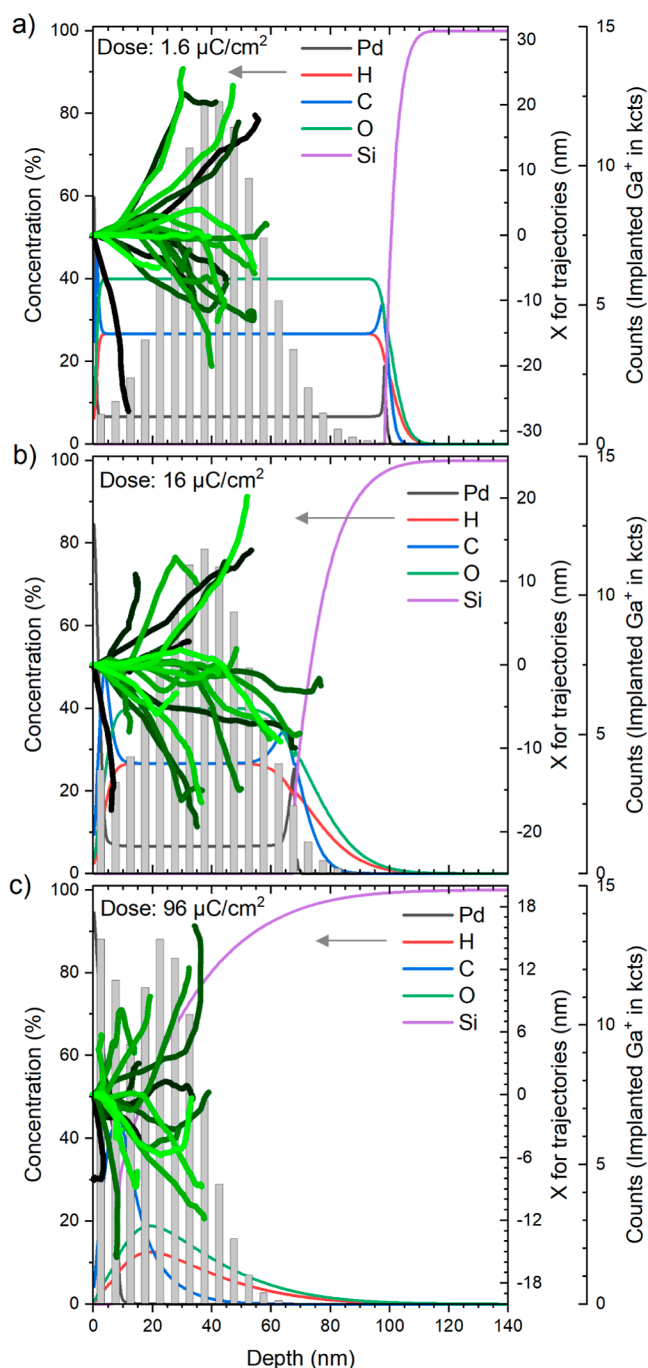 a)
Dose: 1.6 μC/cm²
Pd
H
C
O
Si
Concentration (%)
100
80
60
40
20
0
X for trajectories (nm)
30
20
10
0
-10
-20
-30
Counts (Implanted Ga⁺ in kcts)
15
10
5
0
b)
Dose: 16 μC/cm²
Pd
H
C
O
Si
Concentration (%)
100
80
60
40
20
0
X for trajectories (nm)
20
10
0
-10
-20
Counts (Implanted Ga⁺ in kcts)
15
10
5
0
c)
Dose: 96 μC/cm²
Pd
H
C
O
Si
Concentration (%)
100
80
60
40
20
0
X for trajectories (nm)
18
12
6
0
-6
-12
-18
Counts (Implanted Ga⁺ in kcts)
15
10
5
0
0 20 40 60 80 100 120 140
Depth (nm)